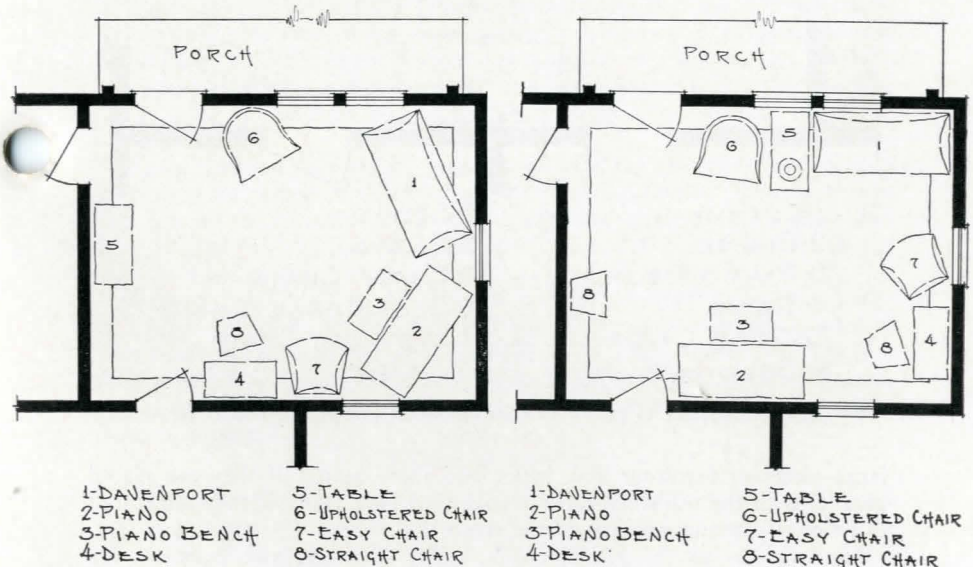 PORCH
6
1
5
3
2
8
7
4
PORCH
5
6
1
7
8
3
8
4
2
1-DAVENPORT
2-PIANO
3-PIANO BENCH
4-DESK
5-TABLE
6-UPHOLSTERED CHAIR
7-EASY CHAIR
8-STRAIGHT CHAIR
1-DAVENPORT
2-PIANO
3-PIANO BENCH
4-DESK
5-TABLE
6-UPHOLSTERED CHAIR
7-EASY CHAIR
8-STRAIGHT CHAIR